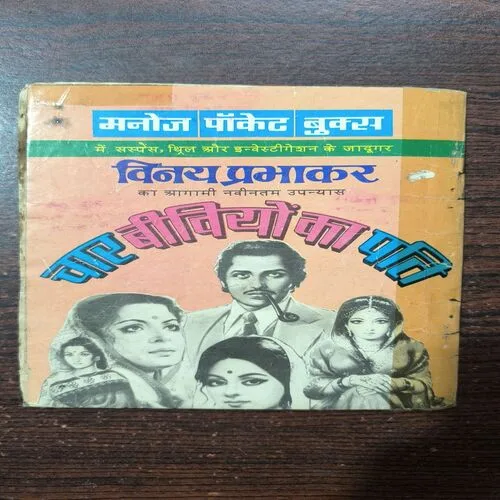 मनोज पॉकेट बुक्स
में सस्पेंस, थ्रिल और इन्वेस्टीगेशन के जादूगर
विनय प्रभाकर
का आगामी नवीनतम उपन्यास
चार बीवियों का पति